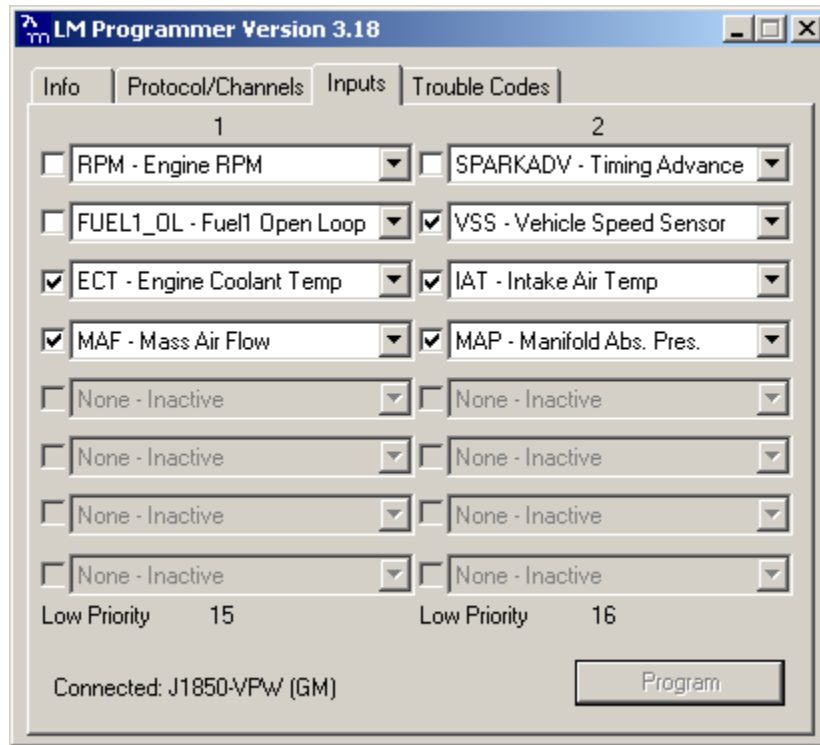 LM Programmer Version 3.18
Info Protocol/Channels Inputs Trouble Codes
1 2
RPM - Engine RPM SPARKADV - Timing Advance
FUEL1_OL - Fuel1 Open Loop VSS - Vehicle Speed Sensor
ECT - Engine Coolant Temp IAT - Intake Air Temp
MAF - Mass Air Flow MAP - Manifold Abs. Pres.
None - Inactive None - Inactive
None - Inactive None - Inactive
None - Inactive None - Inactive
None - Inactive None - Inactive
Low Priority 15 Low Priority 16
Connected: J1850-VPW (GM) Program